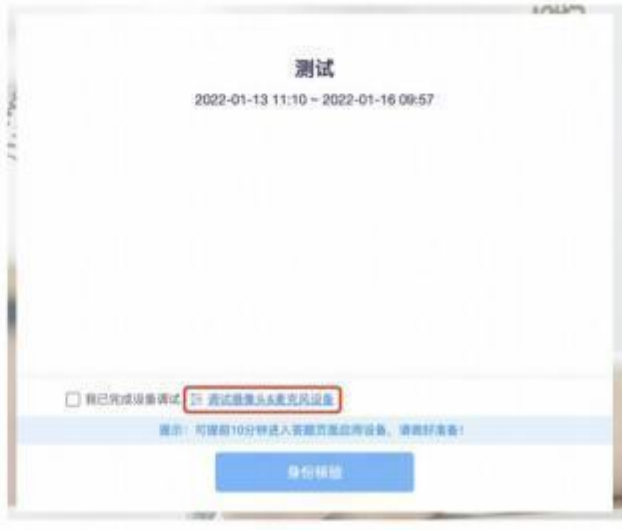 测试
2022-01-13 11:10 ~ 2022-01-16 09:57
我已完成设备调试 调试摄像头&麦克风设备
提示：可提前10分钟进入答题页面启用设备，请做好准备！
身份核验